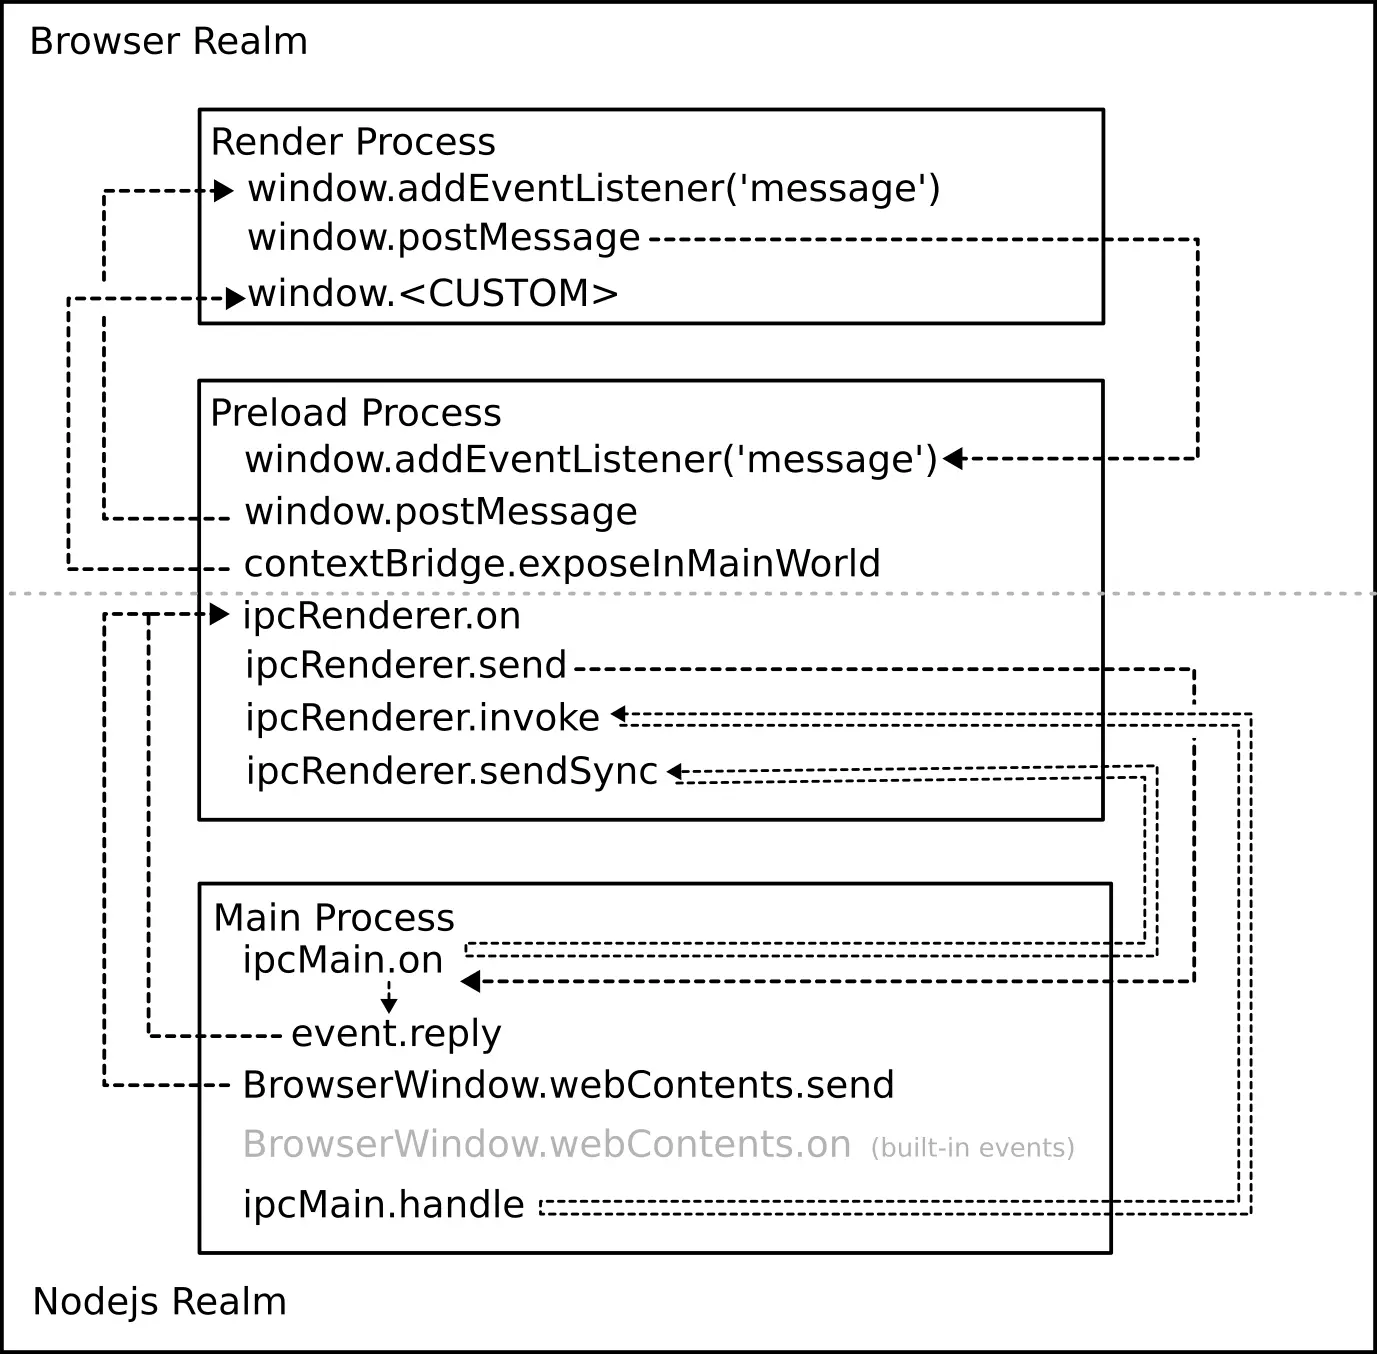 Browser Realm
Render Process
window.addEventListener('message')
window.postMessage
window.<CUSTOM>
Preload Process
window.addEventListener('message')
window.postMessage
contextBridge.exposeInMainWorld
ipcRenderer.on
ipcRenderer.send
ipcRenderer.invoke
ipcRenderer.sendSync
Main Process
ipcMain.on
event.reply
BrowserWindow.webContents.send
BrowserWindow.webContents.on (built-in events)
ipcMain.handle
Nodejs Realm